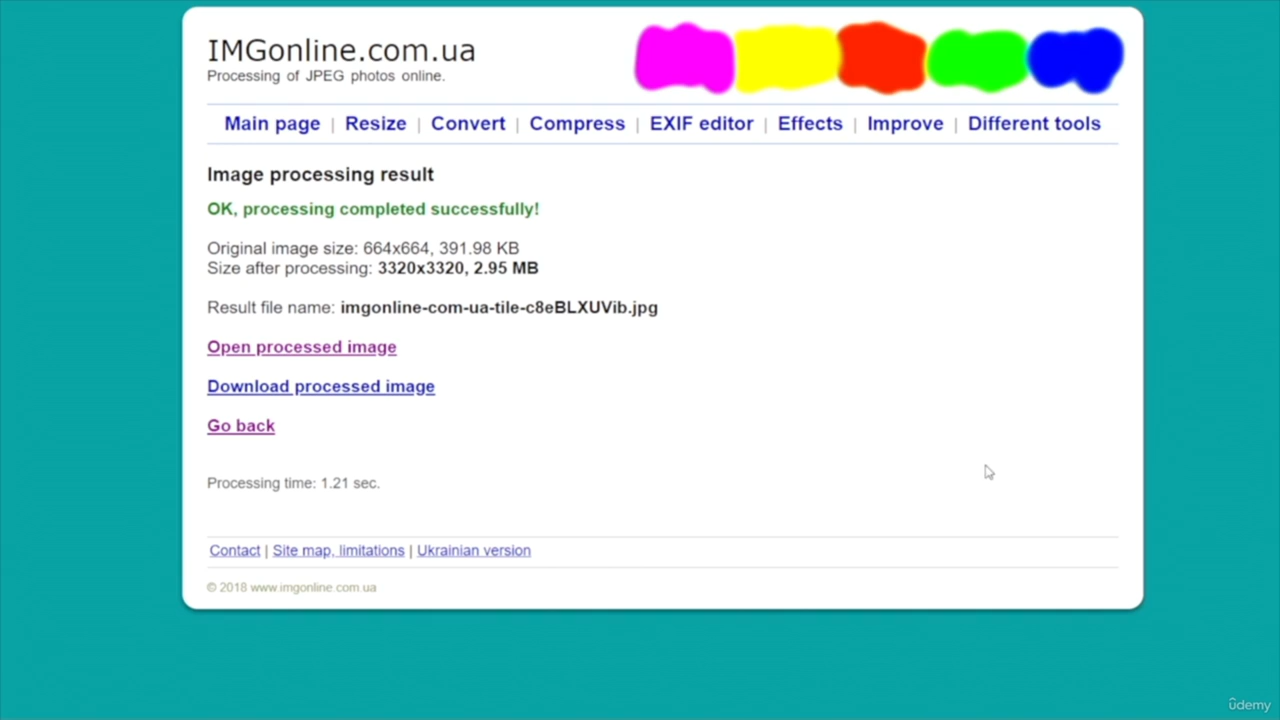 IMGonline.com.ua
Processing of JPEG photos online.
Main page | Resize | Convert | Compress | EXIF editor | Effects | Improve | Different tools
Image processing result
OK, processing completed successfully!
Original image size: 664x664, 391.98 KB
Size after processing: 3320x3320, 2.95 MB
Result file name: imgonline-com-ua-tile-c8eBLXUVib.jpg
Open processed image
Download processed image
Go back
Processing time: 1.21 sec.
Contact | Site map, limitations | Ukrainian version
© 2018 www.imgonline.com.ua
ûdemy